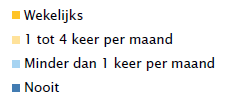 Wekelijks
1 tot 4 keer per maand
Minder dan 1 keer per maand
Nooit